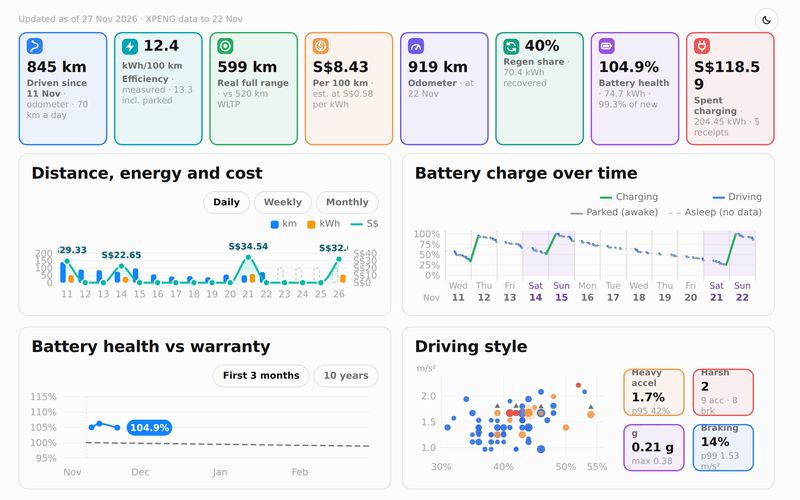 Updated as of 27 Nov 2026 · XPENG data to 22 Nov
845 km
Driven since
11 Nov ·
odometer · 70
km a day
12.4
kWh/100 km
Efficiency ·
measured · 13.3
incl. parked
599 km
Real full range
· vs 520 km
WLTP
S$8.43
Per 100 km ·
est. at S$0.58
per kWh
919 km
Odometer · at
22 Nov
40%
Regen share ·
70.4 kWh
recovered
104.9%
Battery health
· 74.7 kWh ·
99.3% of new
S$118.5
9
Spent
charging ·
204.45 kWh · 5
receipts
Distance, energy and cost
Daily Weekly Monthly
km kWh S$
29.33 S$22.65 S$34.54 S$32.
200 150 100 50 0
S$40 S$30 S$20 S$10 S$0
11 12 13 14 15 16 17 18 19 20 21 22 23 24 25 26
Battery charge over time
Charging Driving
Parked (awake) Asleep (no data)
100%
75%
50%
25%
0%
Wed Thu Fri Sat Sun Mon Tue Wed Thu Fri Sat Sun
Nov 11 12 13 14 15 16 17 18 19 20 21 22
Battery health vs warranty
First 3 months 10 years
115%
110%
105%
100%
95%
104.9%
Nov Dec Jan Feb
Driving style
m/s²
2.0
1.5
1.0
30% 40% 50% 55%
Heavy
accel
1.7%
p95 42%
Harsh
2
9 acc · 8
brk
g
0.21 g
max 0.38
Braking
14%
p99 1.53
m/s²